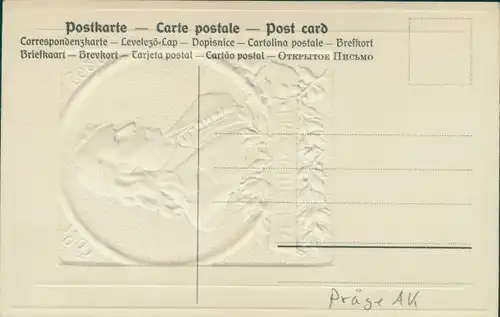 Postkarte — Carte postale — Post card
Correspondenzkarte — Levelező-Lap — Dopisnice — Cartolina postale — Brefkort
Briefkaart — Brevkort — Tarjeta postal — Cartão postal — Открытое Письмо
Präge AK